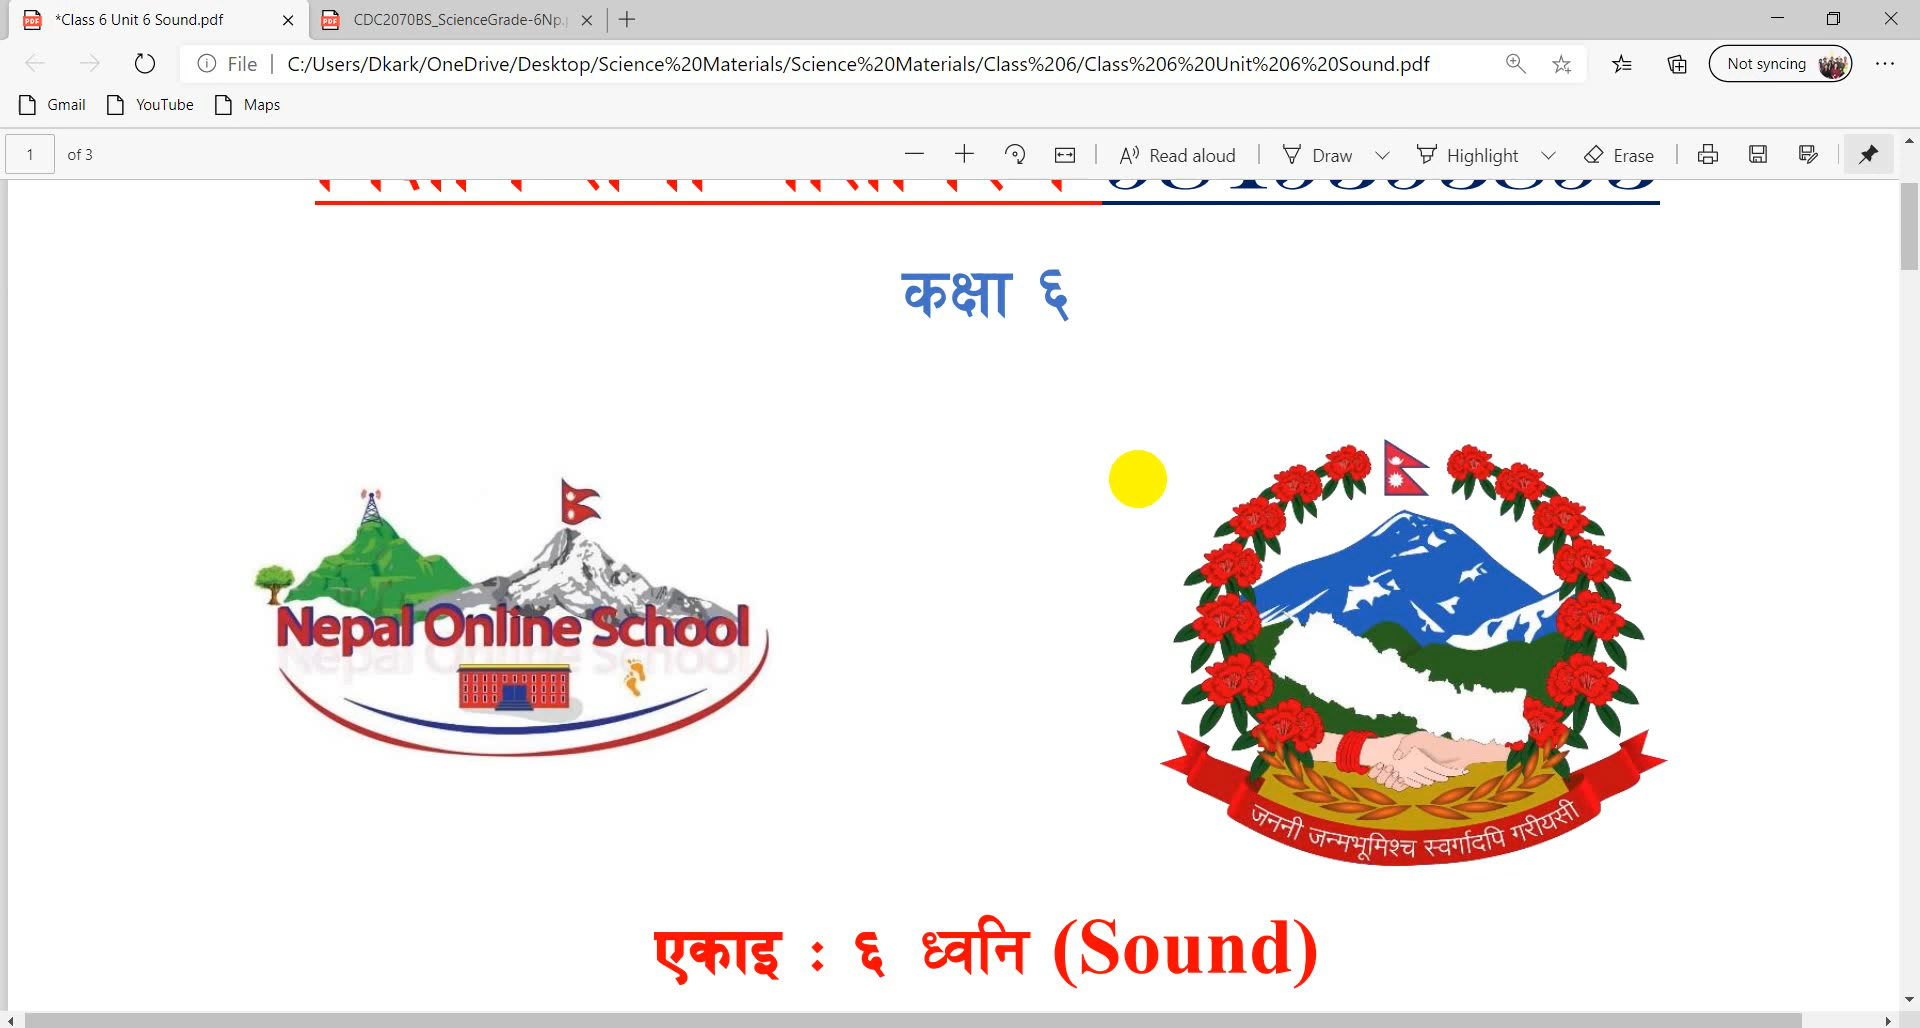 *Class 6 Unit 6 Sound.pdf
CDC2070BS_ScienceGrade-6Np.
File
C:/Users/Dkark/OneDrive/Desktop/Science%20Materials/Science%20Materials/Class%206/Class%206%20Unit%206%20Sound.pdf
Not syncing
Gmail YouTube Maps
1 of 3
Read aloud Draw Highlight Erase
कक्षा ६
Nepal Online School
जननी जन्मभूमिश्च स्वर्गादपि गरीयसी
एकाइ : ६ ध्वनि (Sound)